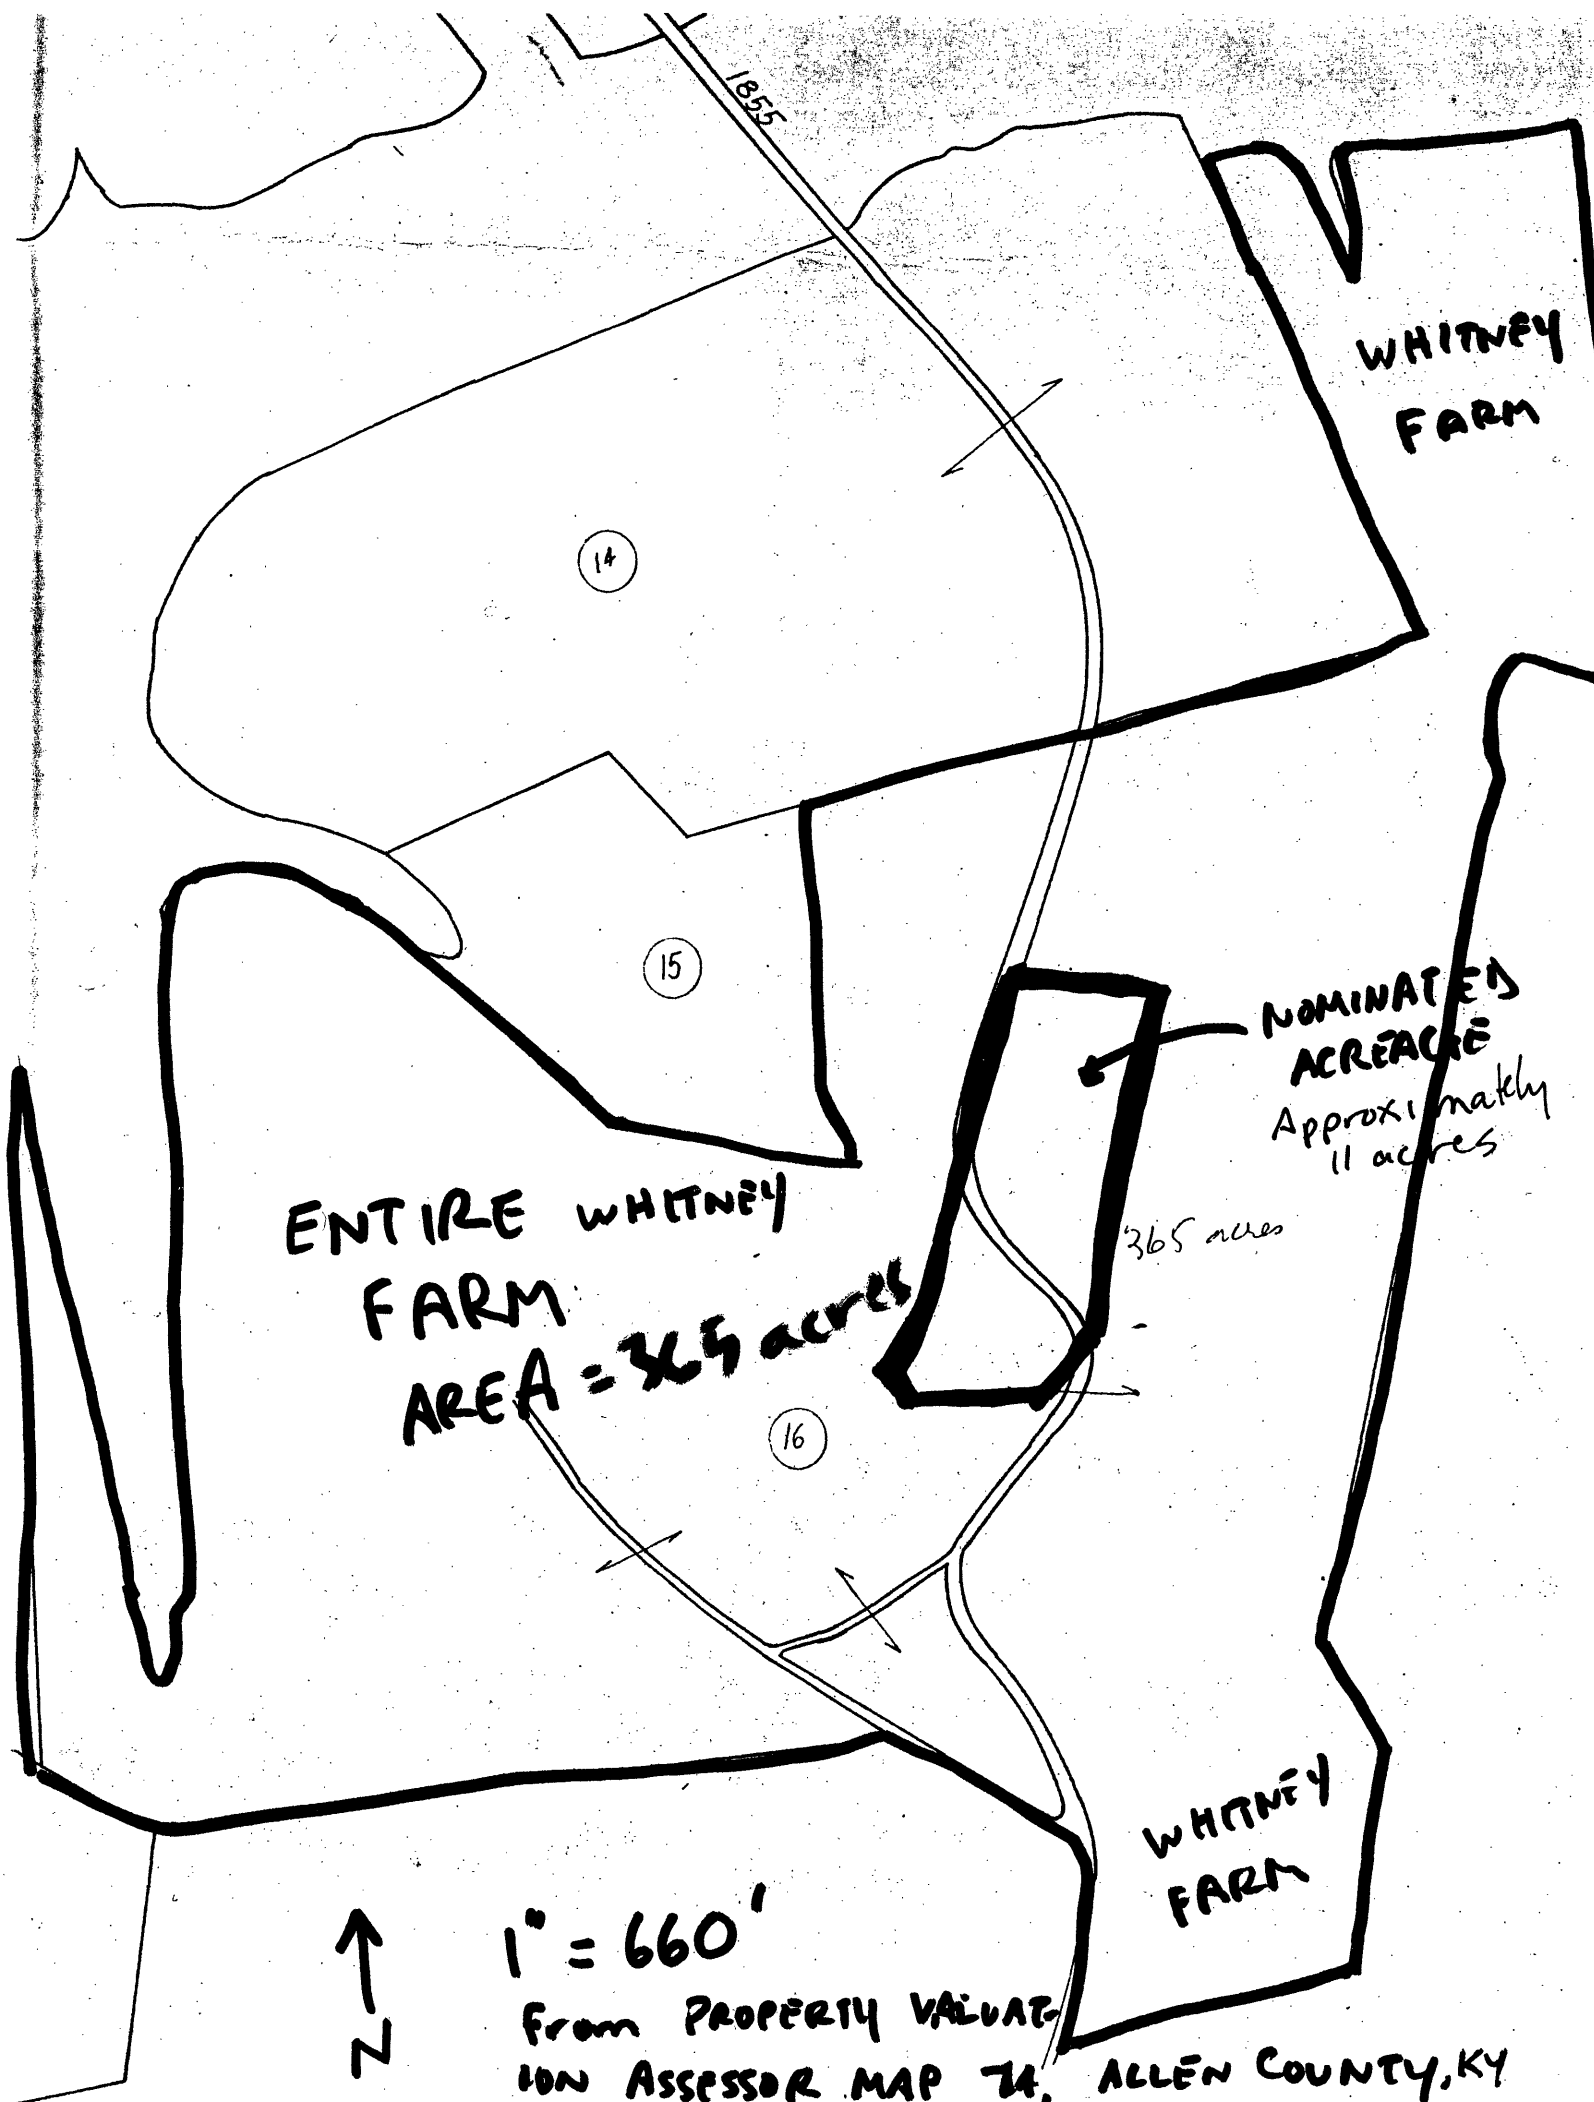 1855
WHITNEY
FARM
14
15
NOMINATED
ACREAGE
Approximately
11 acres
ENTIRE WHITNEY
FARM
AREA = 365 acres
365 acres
16
WHITNEY
FARM
N
1" = 660'
From PROPERTY VALUAT-
ION ASSESSOR MAP 74, ALLEN COUNTY, KY